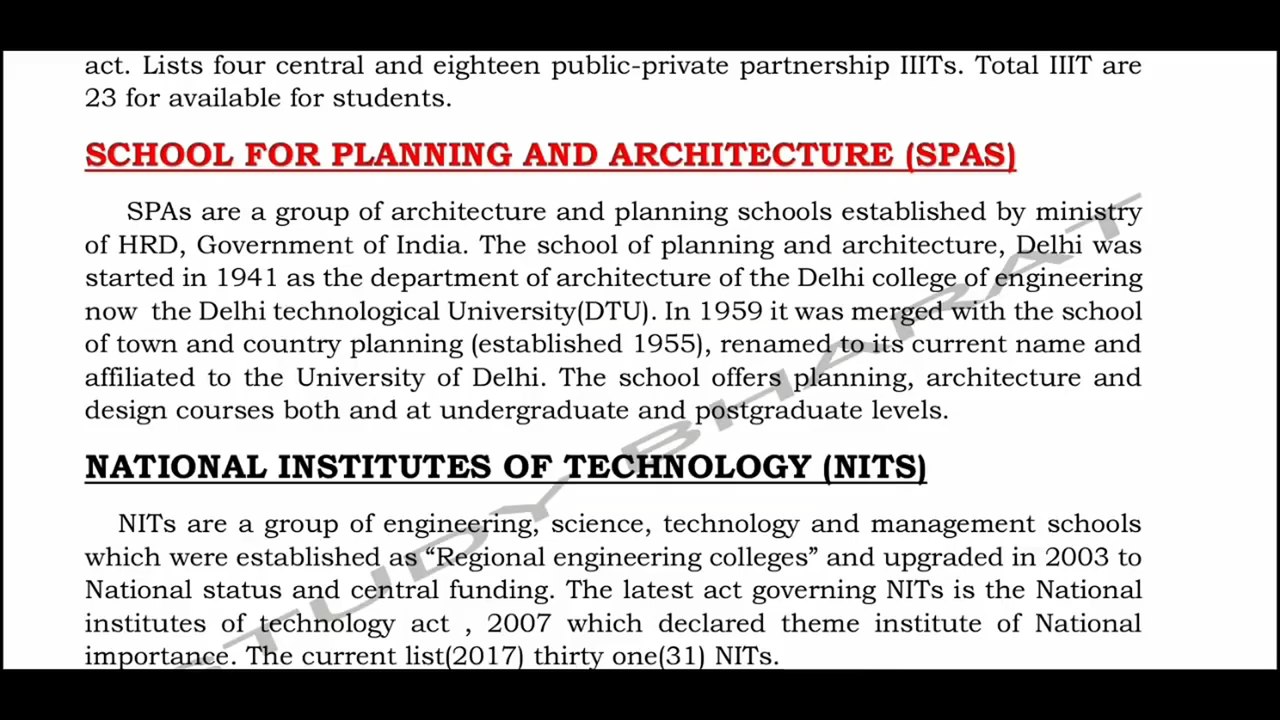 act. Lists four central and eighteen public-private partnership IIITs. Total IIIT are
23 for available for students.
SCHOOL FOR PLANNING AND ARCHITECTURE (SPAS)
SPAs are a group of architecture and planning schools established by ministry
of HRD, Government of India. The school of planning and architecture, Delhi was
started in 1941 as the department of architecture of the Delhi college of engineering
now the Delhi technological University(DTU). In 1959 it was merged with the school
of town and country planning (established 1955), renamed to its current name and
affiliated to the University of Delhi. The school offers planning, architecture and
design courses both and at undergraduate and postgraduate levels.
NATIONAL INSTITUTES OF TECHNOLOGY (NITS)
NITs are a group of engineering, science, technology and management schools
which were established as “Regional engineering colleges” and upgraded in 2003 to
National status and central funding. The latest act governing NITs is the National
institutes of technology act , 2007 which declared theme institute of National
importance. The current list(2017) thirty one(31) NITs.
STUDY BHARAT